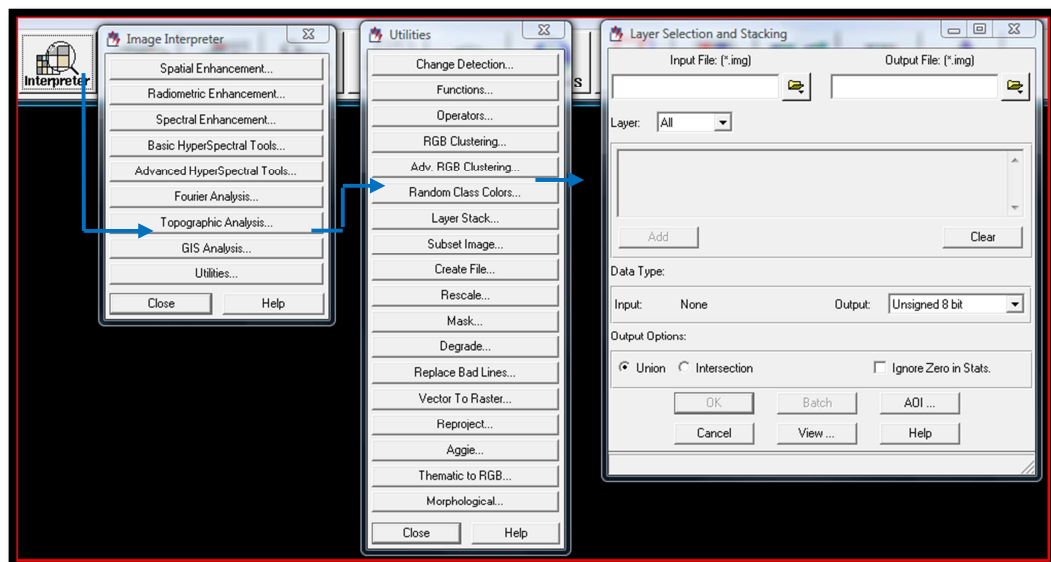 Interpreter
Image Interpreter
Spatial Enhancement...
Radiometric Enhancement...
Spectral Enhancement...
Basic HyperSpectral Tools...
Advanced HyperSpectral Tools...
Fourier Analysis...
Topographic Analysis...
GIS Analysis...
Utilities...
Close Help
Utilities
Change Detection...
Functions...
Operators...
RGB Clustering...
Adv. RGB Clustering...
Random Class Colors...
Layer Stack...
Subset Image...
Create File...
Rescale...
Mask...
Degrade...
Replace Bad Lines...
Vector To Raster...
Reproject...
Aggie...
Thematic to RGB...
Morphological...
Close Help
s
Layer Selection and Stacking
Input File: (*.img) Output File: (*.img)
Layer: All
Add Clear
Data Type:
Input: None Output: Unsigned 8 bit
Output Options:
Union Intersection Ignore Zero in Stats.
OK Batch AOI ...
Cancel View ... Help